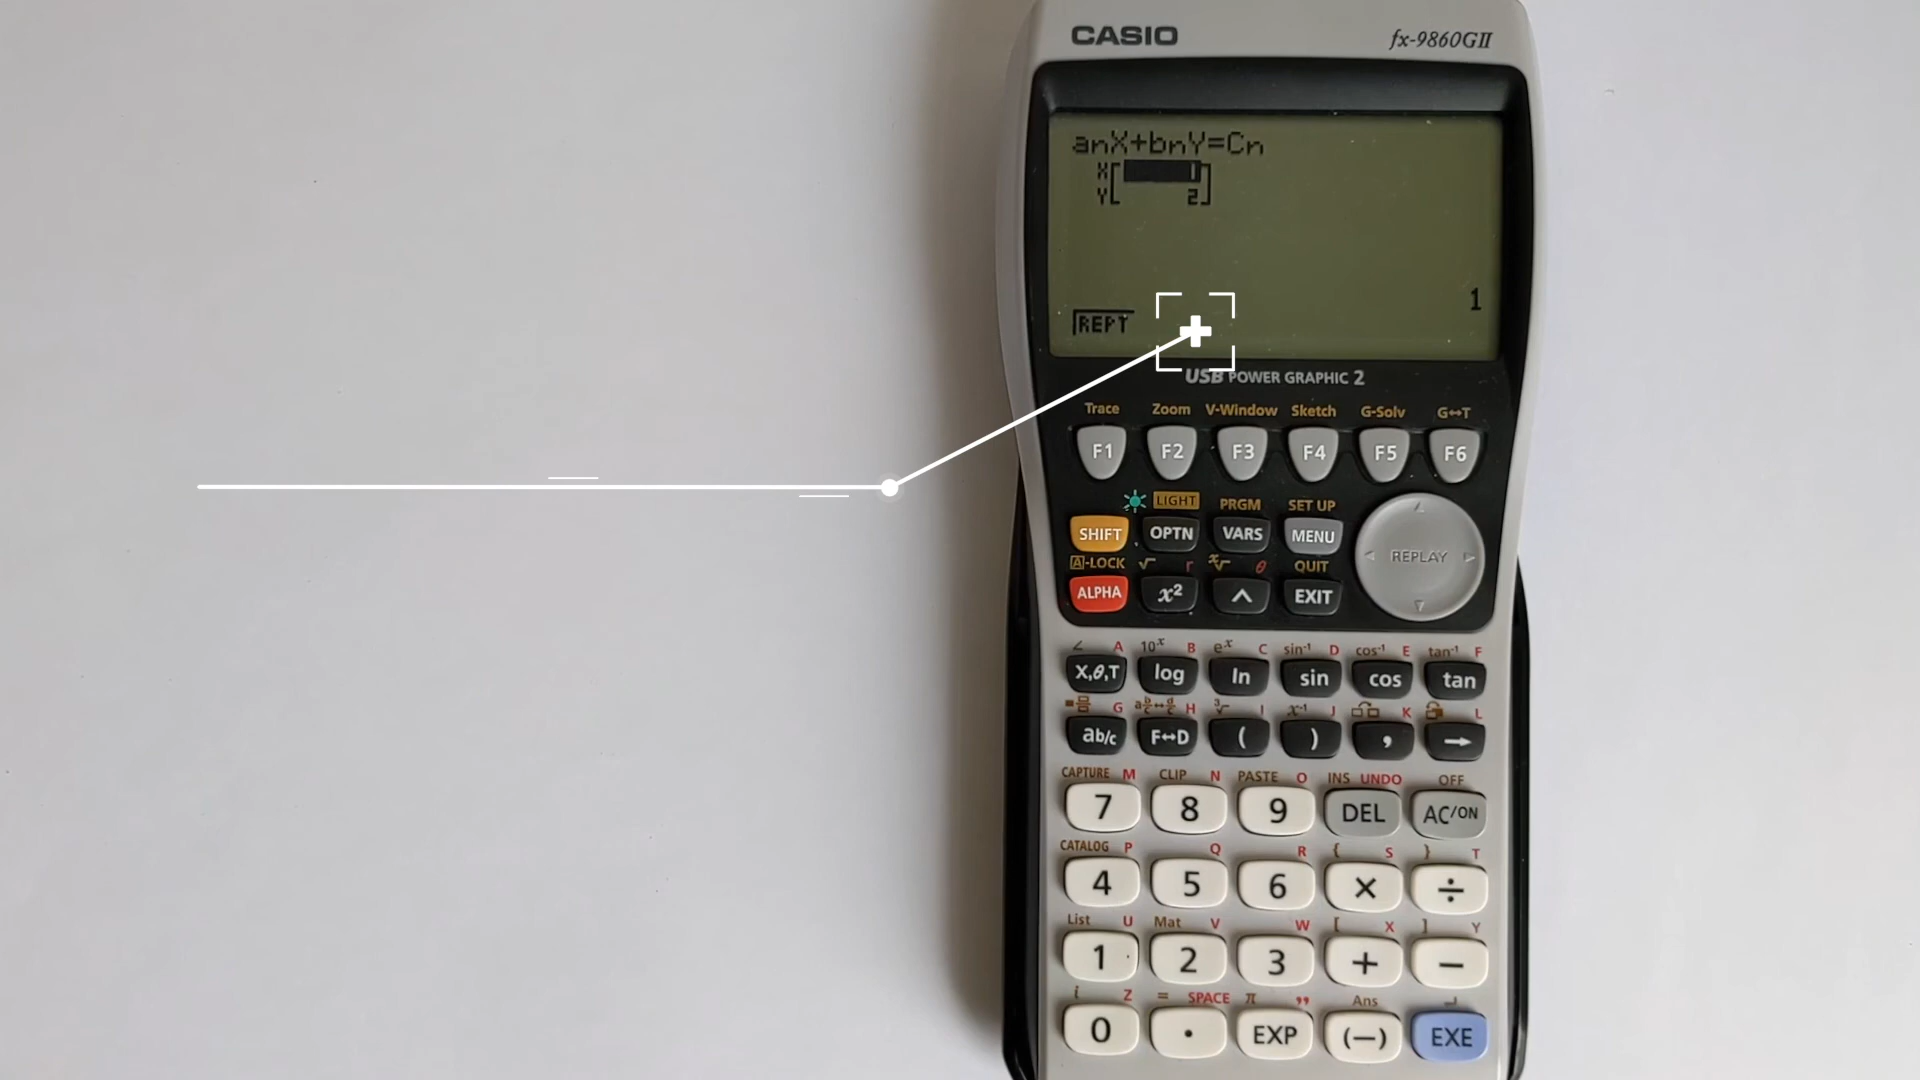 CASIO fx-9860GII
anX+bnY=Cn
X[ 1]
Y[ 2]
1
REPT
USB POWER GRAPHIC 2
Trace Zoom V-Window Sketch G-Solv G↔T
F1 F2 F3 F4 F5 F6
LIGHT PRGM SET UP
SHIFT OPTN VARS MENU
REPLAY
A-LOCK √ r ˣ√ θ QUIT
ALPHA x² ^ EXIT
∠ A 10ˣ B eˣ C sin⁻¹ D cos⁻¹ E tan⁻¹ F
X,θ,T log ln sin cos tan
G a b/c↔d/c H ³√ I x⁻¹ J K L
ab/c F↔D ( ) , →
CAPTURE M CLIP N PASTE O INS UNDO OFF
7 8 9 DEL AC/ON
CATALOG P Q R { S } T
4 5 6 × ÷
List U Mat V W [ X ] Y
1 2 3 + −
i Z = SPACE π ” Ans ↵
0 . EXP (−) EXE